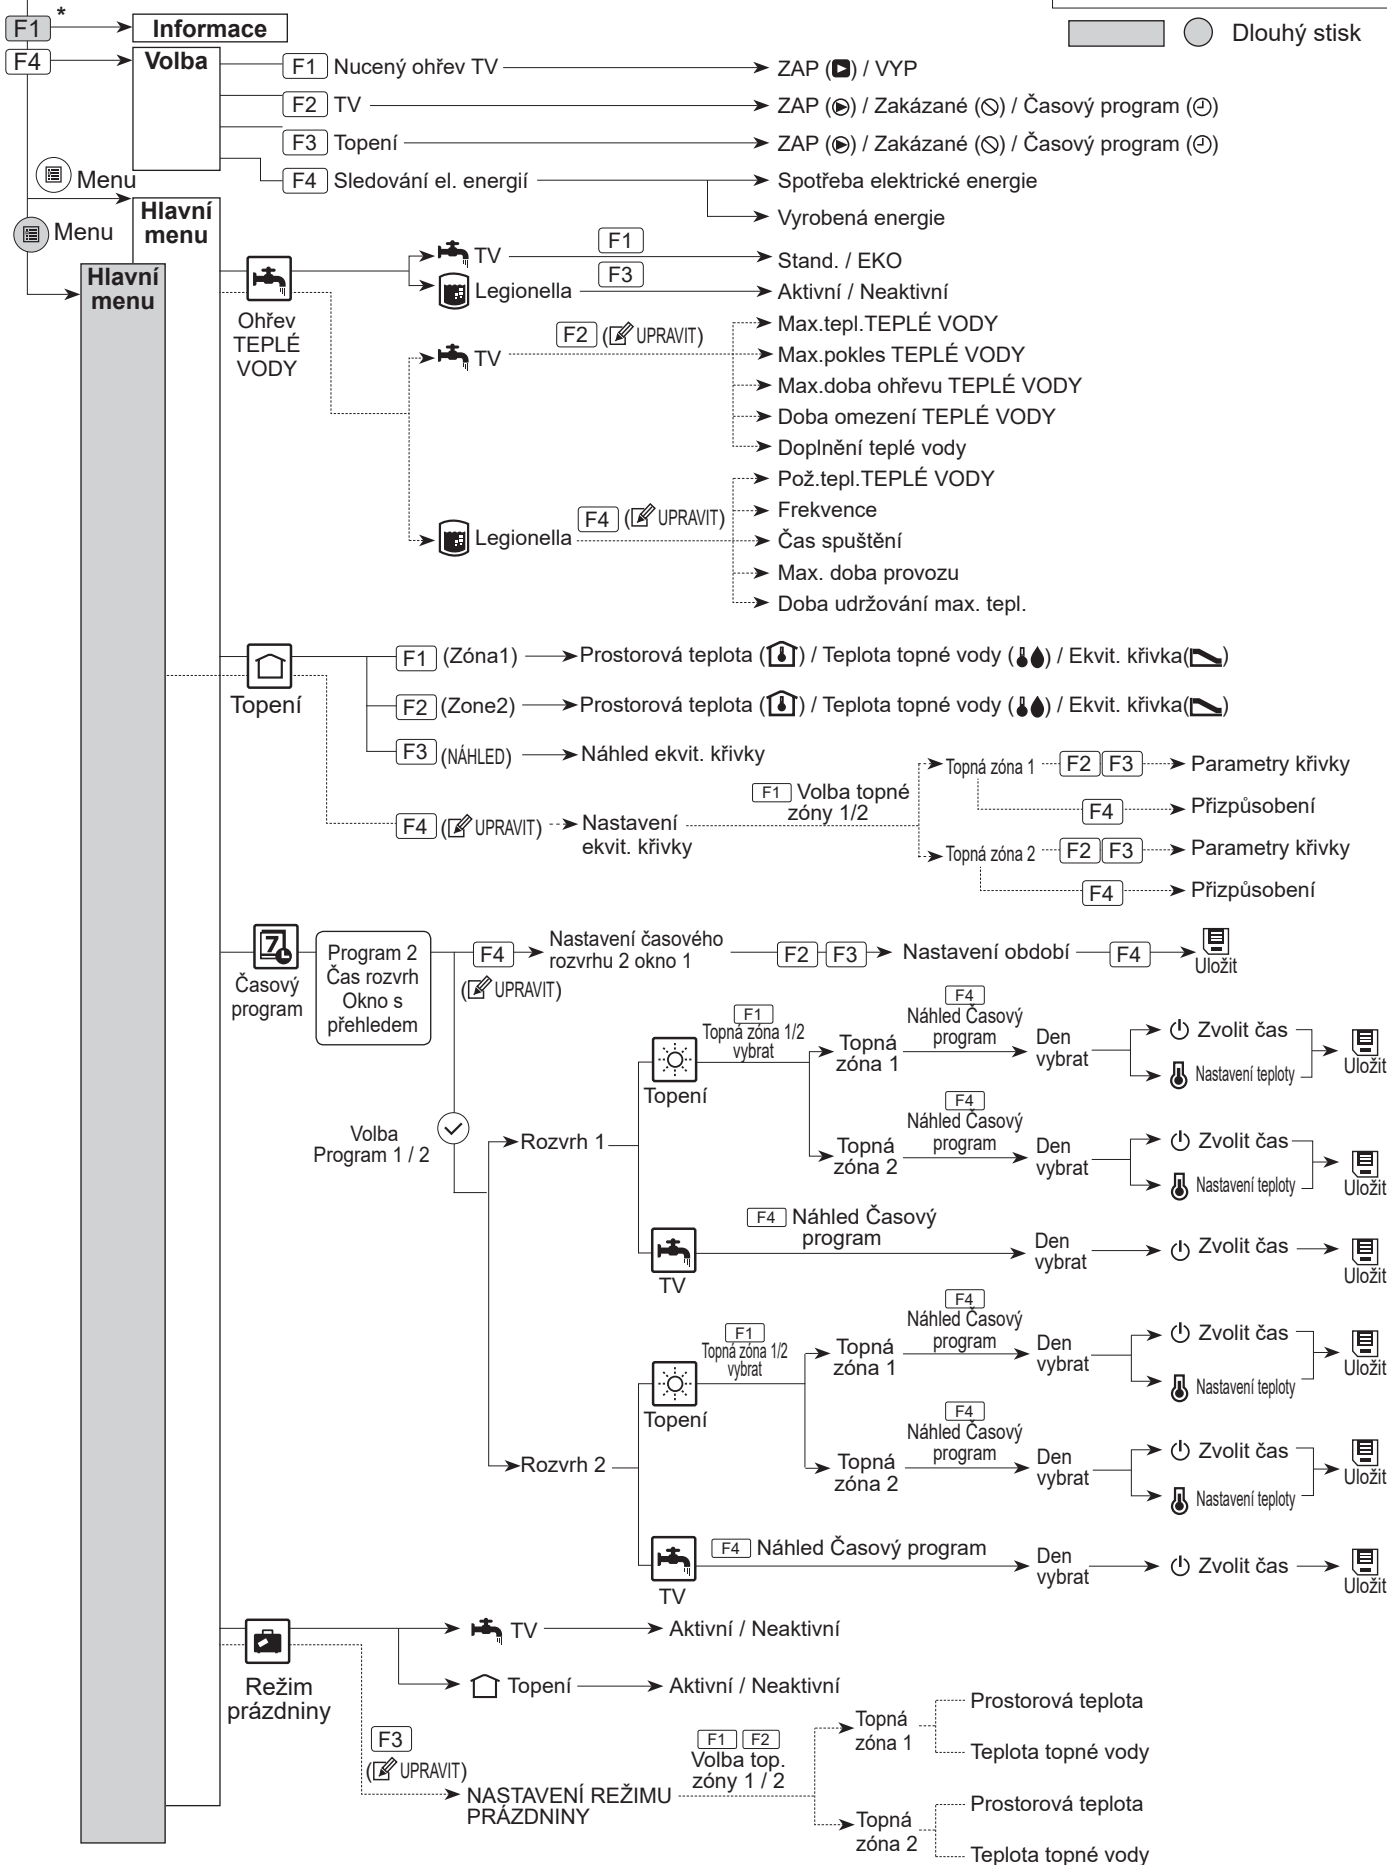 F1 * Informace
Dlouhý stisk
F4 Volba
F1 Nucený ohřev TV ZAP ( ) / VYP
F2 TV ZAP ( ) / Zakázané ( ) / Časový program ( )
F3 Topení ZAP ( ) / Zakázané ( ) / Časový program ( )
F4 Sledování el. energií Spotřeba elektrické energie
Vyrobená energie
Menu
Hlavní
menu
Menu
Hlavní
menu
Ohřev
TEPLÉ
VODY
TV F1 Stand. / EKO
Legionella F3 Aktivní / Neaktivní
TV F2 ( UPRAVIT)
Max.tepl.TEPLÉ VODY
Max.pokles TEPLÉ VODY
Max.doba ohřevu TEPLÉ VODY
Doba omezení TEPLÉ VODY
Doplnění teplé vody
Legionella F4 ( UPRAVIT)
Pož.tepl.TEPLÉ VODY
Frekvence
Čas spuštění
Max. doba provozu
Doba udržování max. tepl.
Topení
F1 (Zóna1) Prostorová teplota ( ) / Teplota topné vody ( ) / Ekvit. křivka( )
F2 (Zone2) Prostorová teplota ( ) / Teplota topné vody ( ) / Ekvit. křivka( )
F3 (NÁHLED) Náhled ekvit. křivky
F4 ( UPRAVIT) Nastavení
ekvit. křivky
F1 Volba topné
zóny 1/2
Topná zóna 1 F2 F3 Parametry křivky
F4 Přizpůsobení
Topná zóna 2 F2 F3 Parametry křivky
F4 Přizpůsobení
7
Časový
program
Program 2
Čas rozvrh
Okno s
přehledem
F4
( UPRAVIT)
Nastavení časového
rozvrhu 2 okno 1
F2 F3 Nastavení období F4 Uložit
Volba
Program 1 / 2
Rozvrh 1
Topení
F1
Topná zóna 1/2
vybrat
Topná
zóna 1
F4
Náhled Časový
program
Den
vybrat
Zvolit čas
Nastavení teploty
Uložit
Topná
zóna 2
F4
Náhled Časový
program
Den
vybrat
Zvolit čas
Nastavení teploty
Uložit
TV
F4 Náhled Časový
program
Den
vybrat
Zvolit čas
Uložit
Rozvrh 2
Topení
F1
Topná zóna 1/2
vybrat
Topná
zóna 1
F4
Náhled Časový
program
Den
vybrat
Zvolit čas
Nastavení teploty
Uložit
Topná
zóna 2
F4
Náhled Časový
program
Den
vybrat
Zvolit čas
Nastavení teploty
Uložit
TV
F4 Náhled Časový program
Den
vybrat
Zvolit čas
Uložit
Režim
prázdniny
TV Aktivní / Neaktivní
Topení Aktivní / Neaktivní
F3
( UPRAVIT)
NASTAVENÍ REŽIMU
PRÁZDNINY
F1 F2
Volba top.
zóny 1 / 2
Topná
zóna 1
Prostorová teplota
Teplota topné vody
Topná
zóna 2
Prostorová teplota
Teplota topné vody